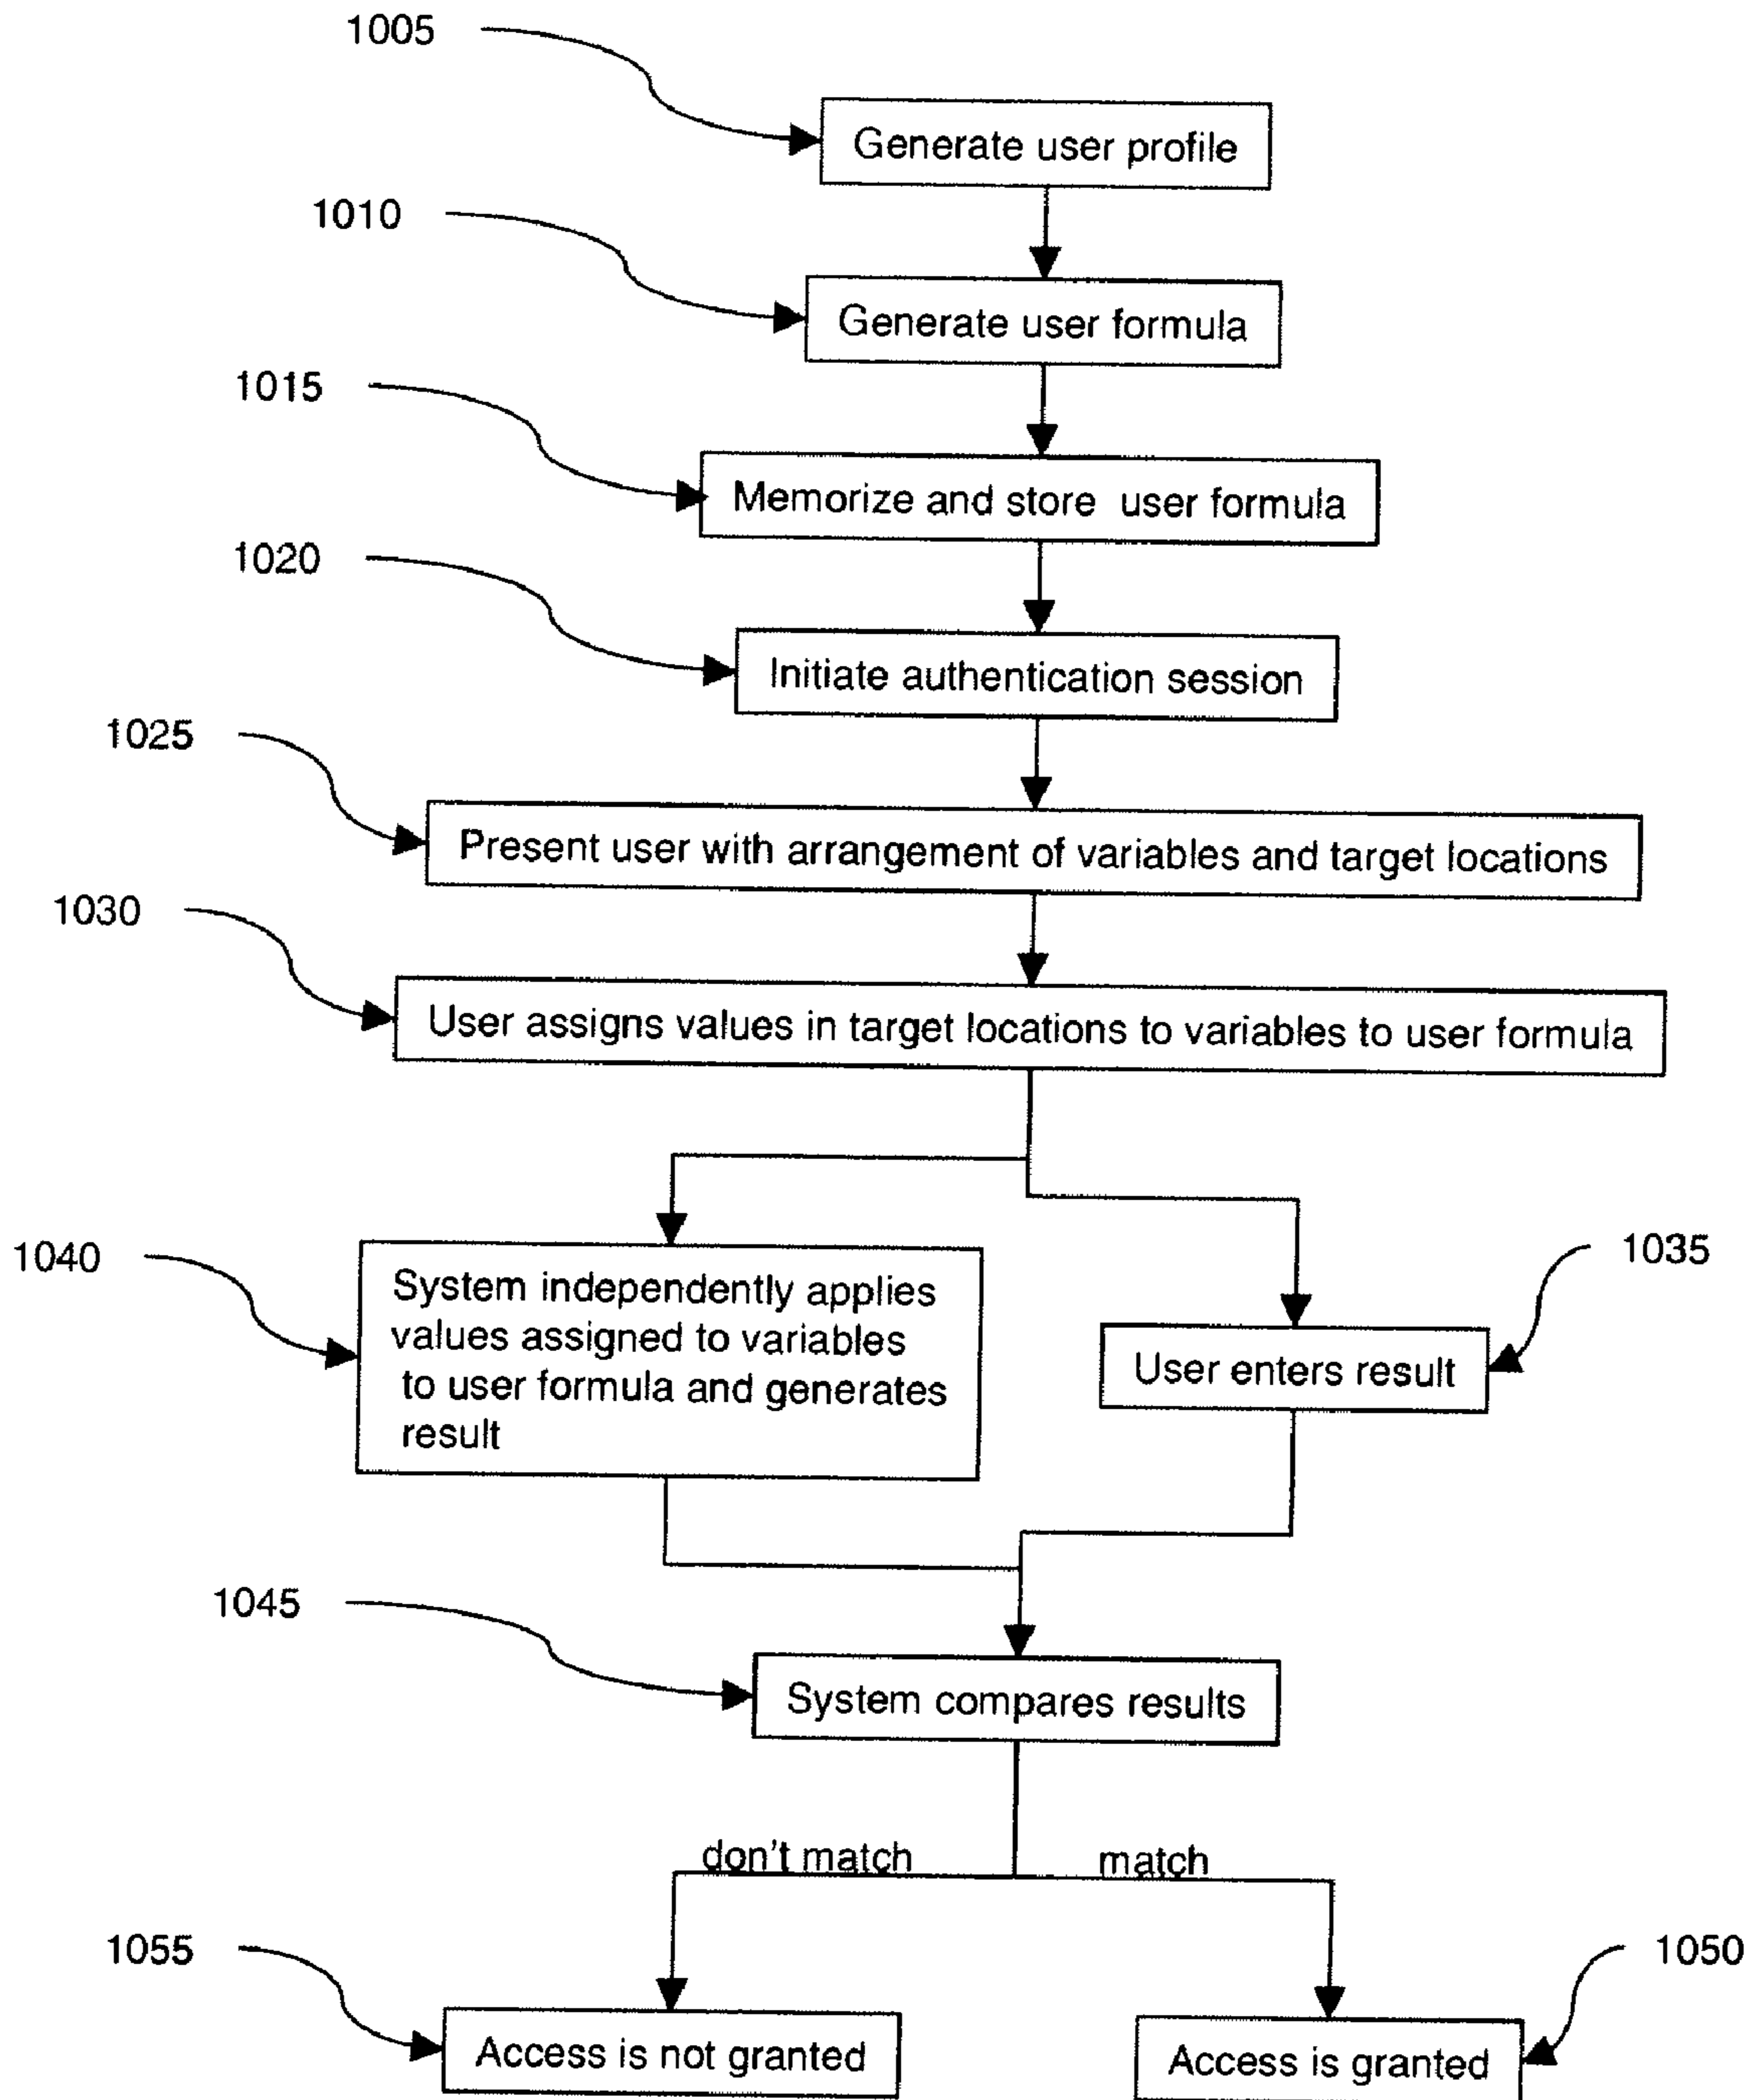 1005
Generate user profile
1010
Generate user formula
1015
Memorize and store user formula
1020
Initiate authentication session
1025
Present user with arrangement of variables and target locations
1030
User assigns values in target locations to variables to user formula
1040
System independently applies
values assigned to variables
to user formula and generates
result
1035
User enters result
1045
System compares results
don't match
match
1055
Access is not granted
1050
Access is granted